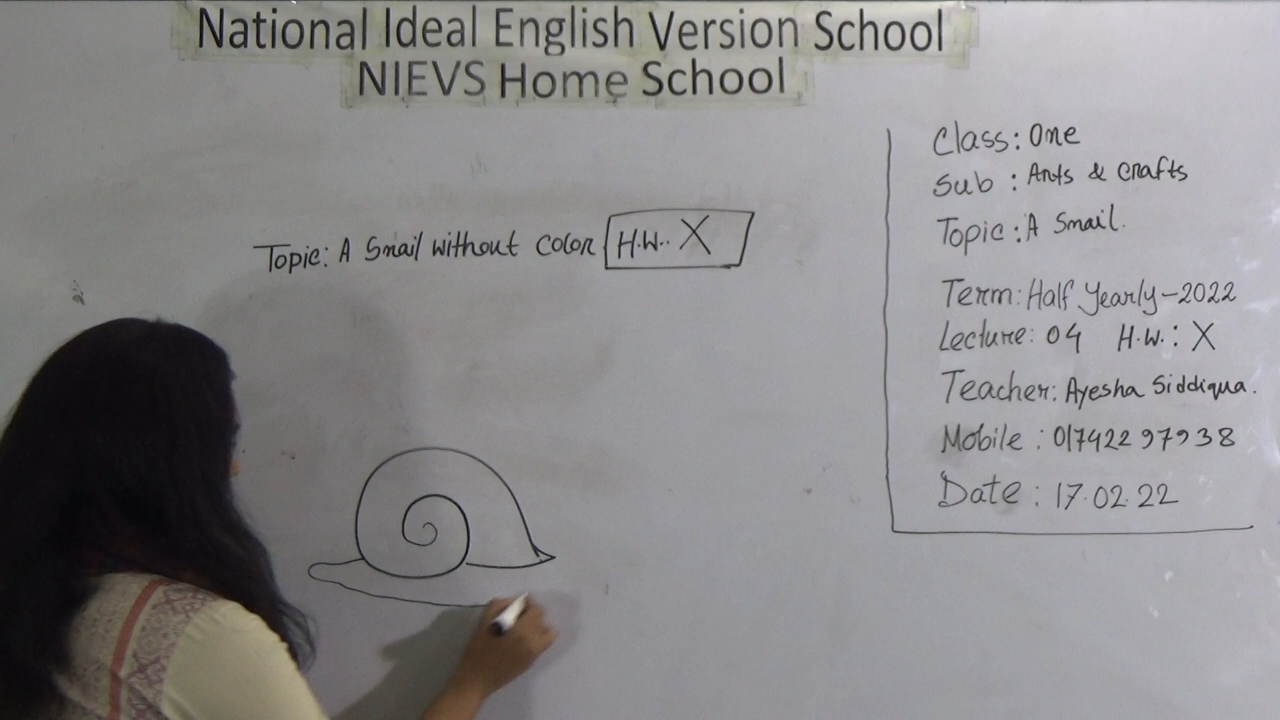 National Ideal English Version School
NIEVS Home School
Topic: A Snail without color H.W.. X
Class: One
Sub : Arts & crafts
Topic : A Snail.
Term: Half Yearly-2022
Lecture: 04 H.W.: X
Teacher: Ayesha Siddiqua.
Mobile : 01742297938
Date : 17.02.22